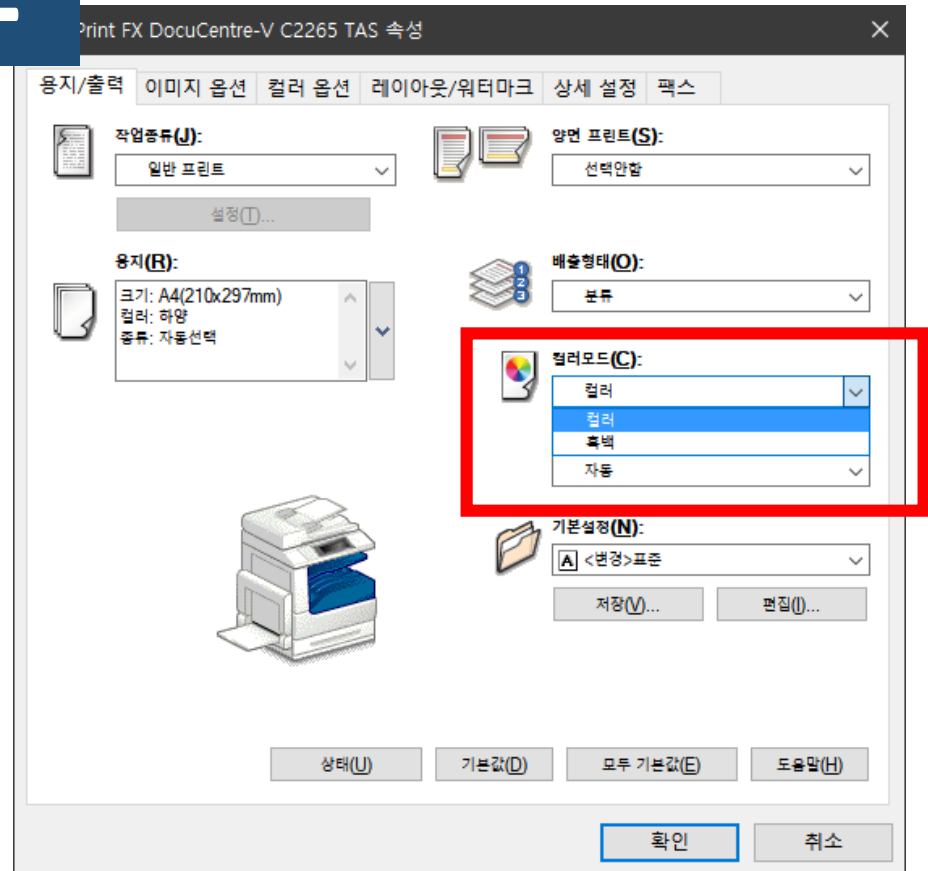 Print FX DocuCentre-V C2265 TAS 속성
용지/출력 이미지 옵션 컬러 옵션 레이아웃/워터마크 상세 설정 팩스
작업종류(J):
일반 프린트
설정(T)...
용지(R):
크기: A4(210x297mm)
컬러: 하양
종류: 자동선택
양면 프린트(S):
선택안함
배출형태(O):
1
2
3
분류
컬러모드(C):
컬러
컬러
흑백
자동
기본설정(N):
A <변경>표준
저장(V)... 편집(I)...
상태(U) 기본값(D) 모두 기본값(E) 도움말(H)
확인 취소